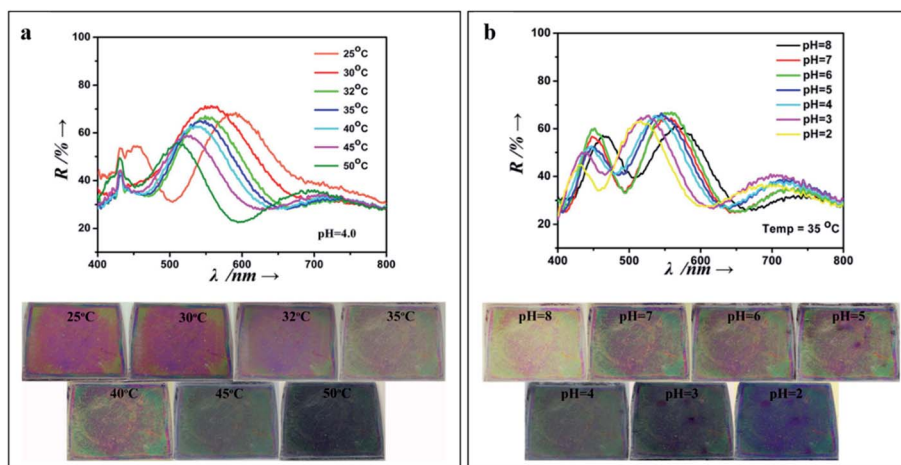 a
100
80
60
40
20
R /% →
25°C
30°C
32°C
35°C
40°C
45°C
50°C
pH=4.0
400 500 600 700 800
λ /nm →
25°C 30°C 32°C 35°C
40°C 45°C 50°C
b
100
80
60
40
20
R /% →
pH=8
pH=7
pH=6
pH=5
pH=4
pH=3
pH=2
Temp = 35 °C
400 500 600 700 800
λ /nm →
pH=8 pH=7 pH=6 pH=5
pH=4 pH=3 pH=2